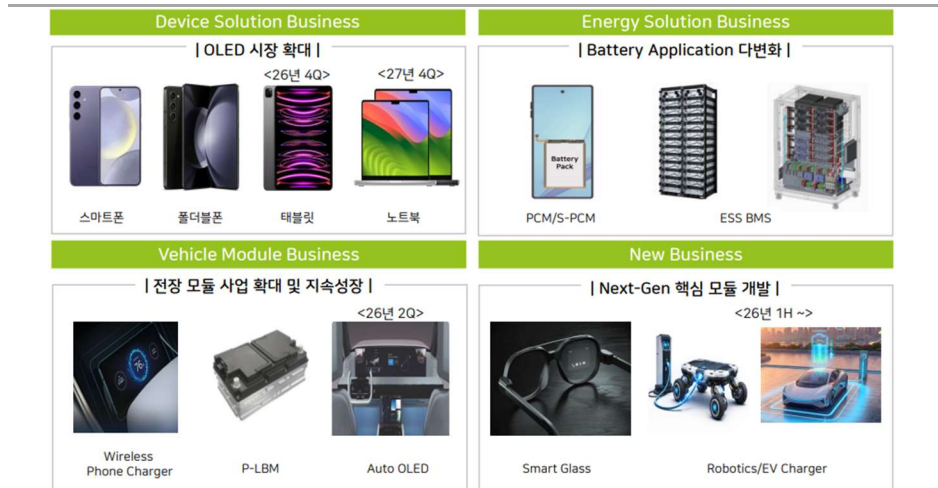 Device Solution Business
| OLED 시장 확대 |
<26년 4Q>
<27년 4Q>
스마트폰
폴더블폰
태블릿
노트북
Energy Solution Business
| Battery Application 다변화 |
Battery
Pack
PCM/S-PCM
ESS BMS
Vehicle Module Business
| 전장 모듈 사업 확대 및 지속성장 |
<26년 2Q>
Wireless
Phone Charger
P-LBM
Auto OLED
New Business
| Next-Gen 핵심 모듈 개발 |
<26년 1H ~>
Smart Glass
Robotics/EV Charger